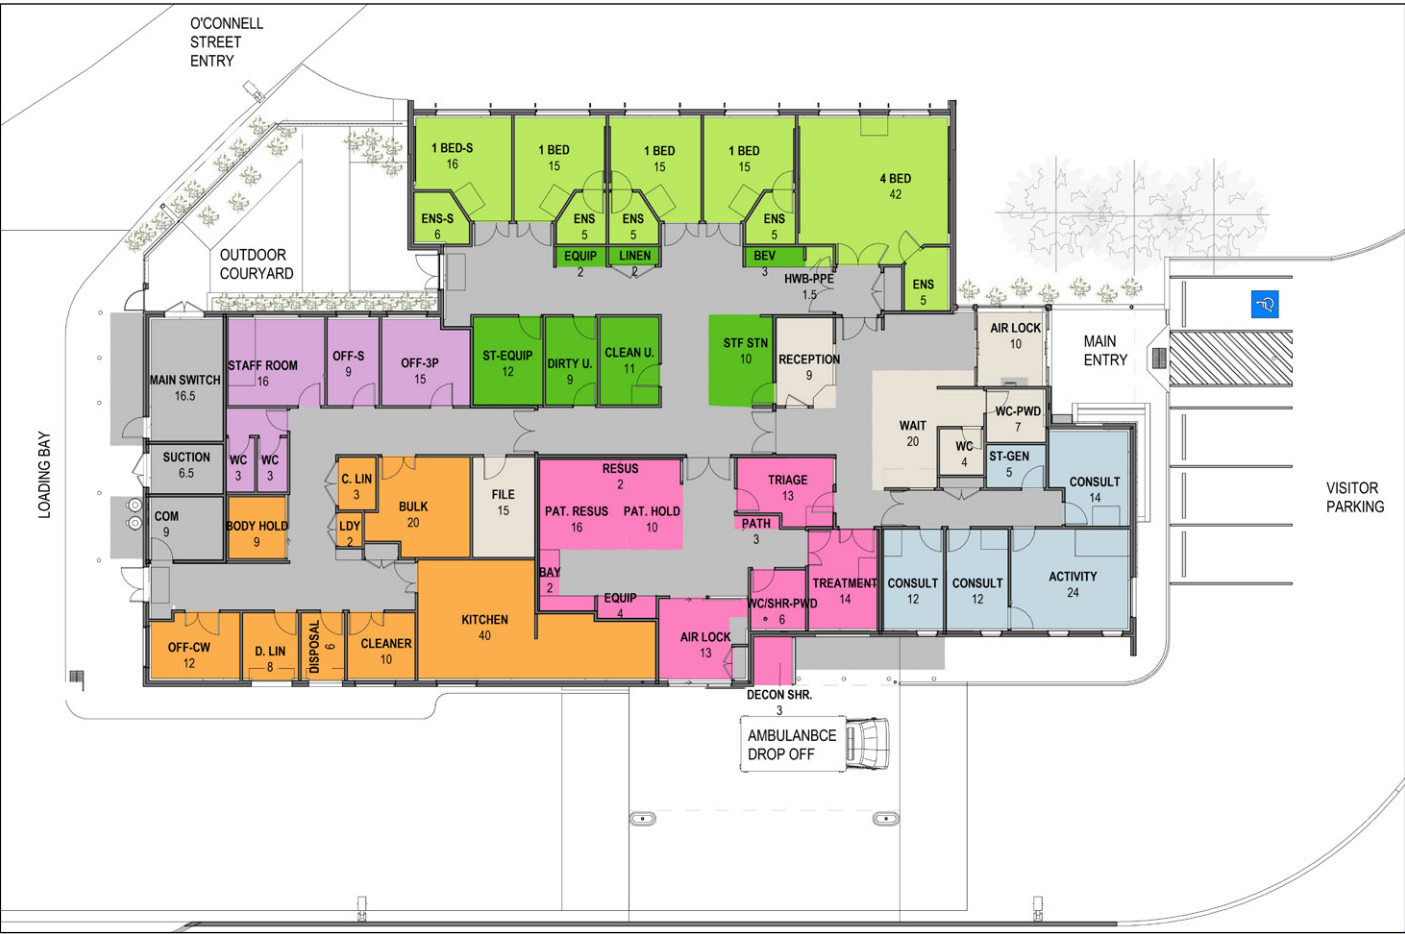 O'CONNELL
STREET
ENTRY
1 BED-S
16
1 BED
15
1 BED
15
1 BED
15
4 BED
42
ENS-S
6
ENS
5
ENS
5
ENS
5
ENS
5
OUTDOOR
COURYARD
EQUIP
2
LINEN
2
BEV
3
HWB-PPE
1.5
STAFF ROOM
16
OFF-S
9
OFF-3P
15
ST-EQUIP
12
DIRTY U.
9
CLEAN U.
11
STF STN
10
RECEPTION
9
AIR LOCK
10
MAIN
ENTRY
MAIN SWITCH
16.5
WAIT
20
WC-PWD
7
WC
4
ST-GEN
5
CONSULT
14
SUCTION
6.5
WC
3
WC
3
LOADING BAY
C. LIN
3
BULK
20
FILE
15
RESUS
2
PAT. RESUS
16
PAT. HOLD
10
TRIAGE
13
PATH
3
VISITOR
PARKING
COM
9
BODY HOLD
9
LDY
2
BAY
2
EQUIP
4
WC/SHR-PWD
6
TREATMENT
14
CONSULT
12
CONSULT
12
ACTIVITY
24
OFF-CW
12
D. LIN
8
DISPOSAL
6
CLEANER
10
KITCHEN
40
AIR LOCK
13
DECON SHR.
3
AMBULANBCE
DROP OFF